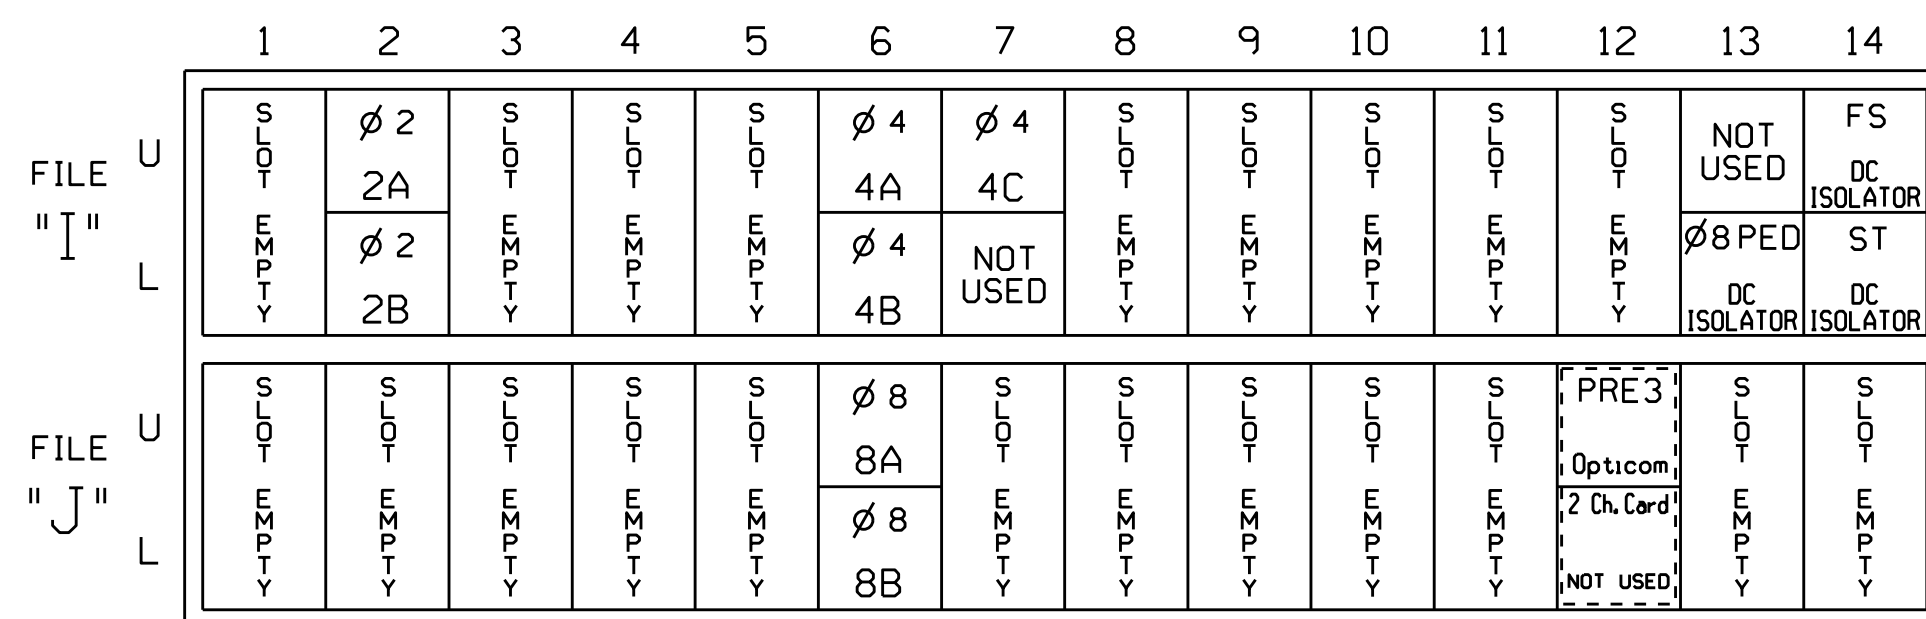 1 2 3 4 5 6 7 8 9 10 11 12 13 14
FILE
"I"
U
L
SLOT EMPTY
Ø 2
2A
Ø 2
2B
SLOT EMPTY
SLOT EMPTY
SLOT EMPTY
Ø 4
4A
Ø 4
4B
Ø 4
4C
NOT
USED
SLOT EMPTY
SLOT EMPTY
SLOT EMPTY
SLOT EMPTY
SLOT EMPTY
NOT
USED
Ø8 PED
DC
ISOLATOR
FS
DC
ISOLATOR
ST
DC
ISOLATOR
FILE
"J"
U
L
SLOT EMPTY
SLOT EMPTY
SLOT EMPTY
SLOT EMPTY
SLOT EMPTY
Ø 8
8A
Ø 8
8B
SLOT EMPTY
SLOT EMPTY
SLOT EMPTY
SLOT EMPTY
SLOT EMPTY
PRE3
Opticom
2 Ch. Card
NOT USED
SLOT EMPTY
SLOT EMPTY